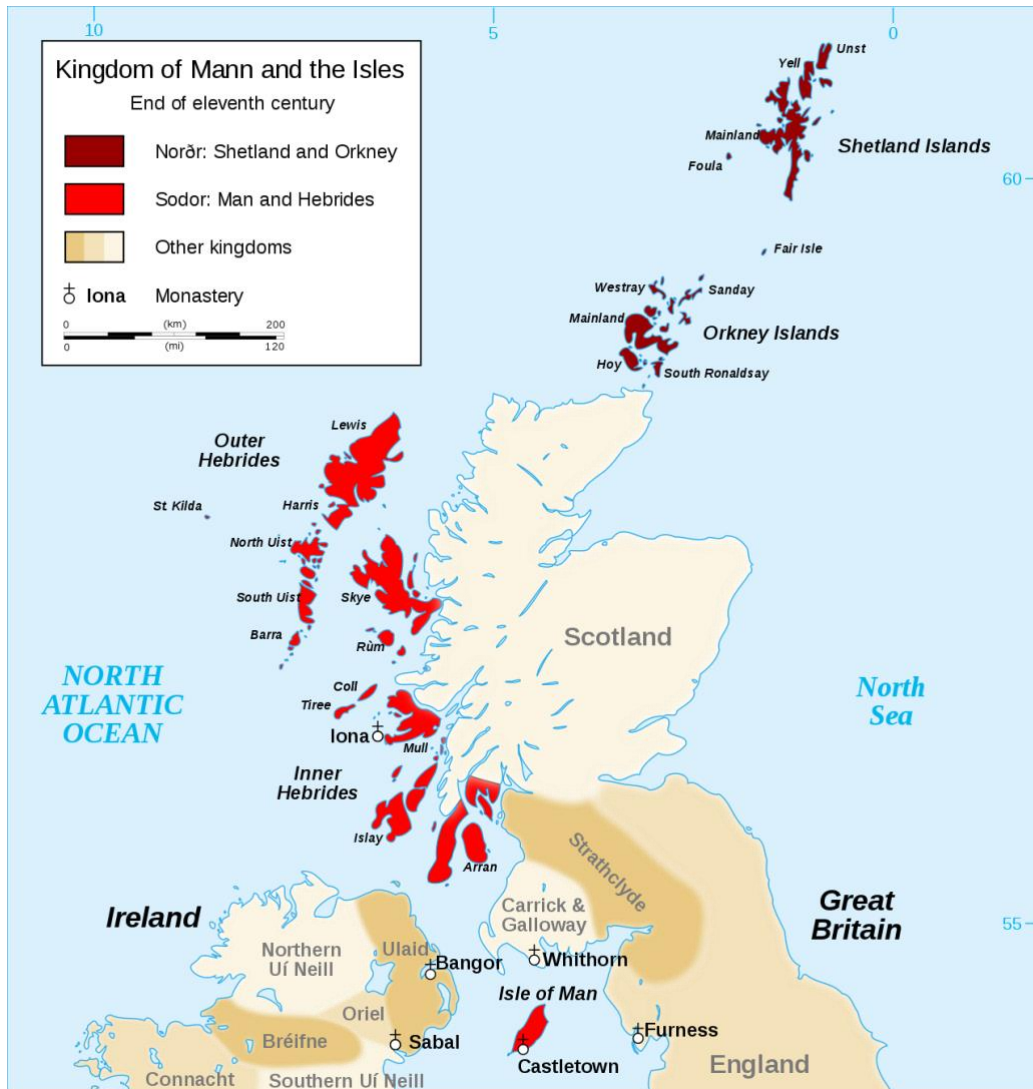 10
5
0
Kingdom of Mann and the Isles
End of eleventh century
Norðr: Shetland and Orkney
Sodor: Man and Hebrides
Other kingdoms
Iona Monastery
0 (km) 200
0 (mi) 120
Unst
Yell
Mainland
Shetland Islands
Foula
60
Fair Isle
Westray
Sanday
Mainland
Orkney Islands
Hoy
South Ronaldsay
Lewis
Outer
Hebrides
St Kilda
Harris
North Uist
South Uist
Skye
Barra
Rùm
Scotland
NORTH
ATLANTIC
OCEAN
North
Sea
Coll
Tiree
Iona
Mull
Inner
Hebrides
Islay
Arran
Strathclyde
Great
Britain
Ireland
Carrick &
Galloway
55
Northern
Uí Neill
Ulaid
Bangor
Whithorn
Isle of Man
Oriel
Bréifne
Sabal
Furness
Castletown
England
Connacht
Southern Uí Neill